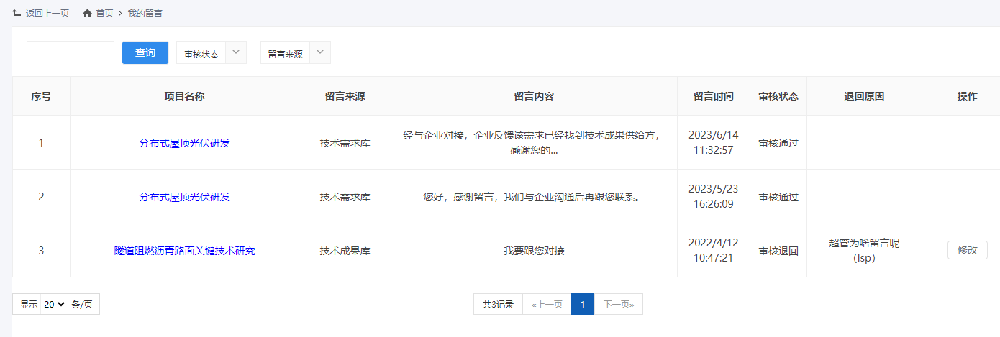 返回上一页 首页 > 我的留言
查询 审核状态 留言来源
序号 项目名称 留言来源 留言内容 留言时间 审核状态 退回原因 操作
1 分布式屋顶光伏研发 技术需求库 经与企业对接，企业反馈该需求已经找到技术成果供给方，
感谢您的... 2023/6/14
11:32:57 审核通过
2 分布式屋顶光伏研发 技术需求库 您好，感谢留言，我们与企业沟通后再跟您联系。 2023/5/23
16:26:09 审核通过
3 隧道阻燃沥青路面关键技术研究 技术成果库 我要跟您对接 2022/4/12
10:47:21 审核退回 超管为啥留言呢
（lsp） 修改
显示 20 条/页 共3记录 «上一页 1 下一页»